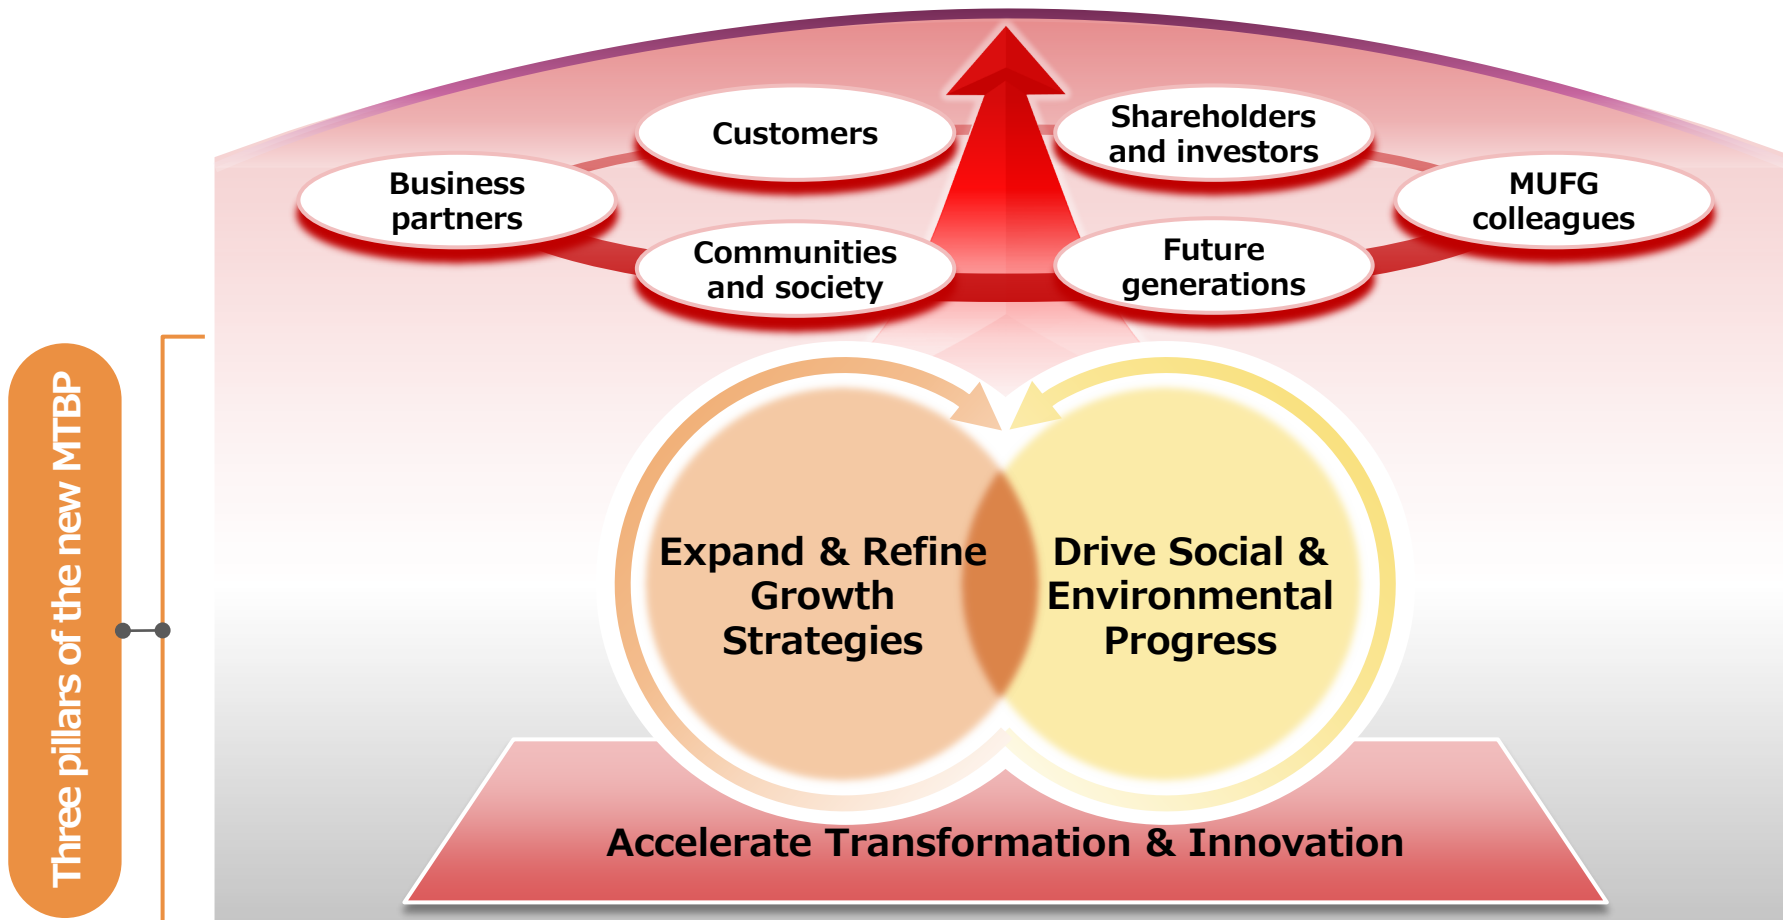 Customers
Shareholders
and investors
Business
partners
MUFG
colleagues
Communities
and society
Future
generations
Three pillars of the new MTBP
Expand & Refine
Growth
Strategies
Drive Social &
Environmental
Progress
Accelerate Transformation & Innovation